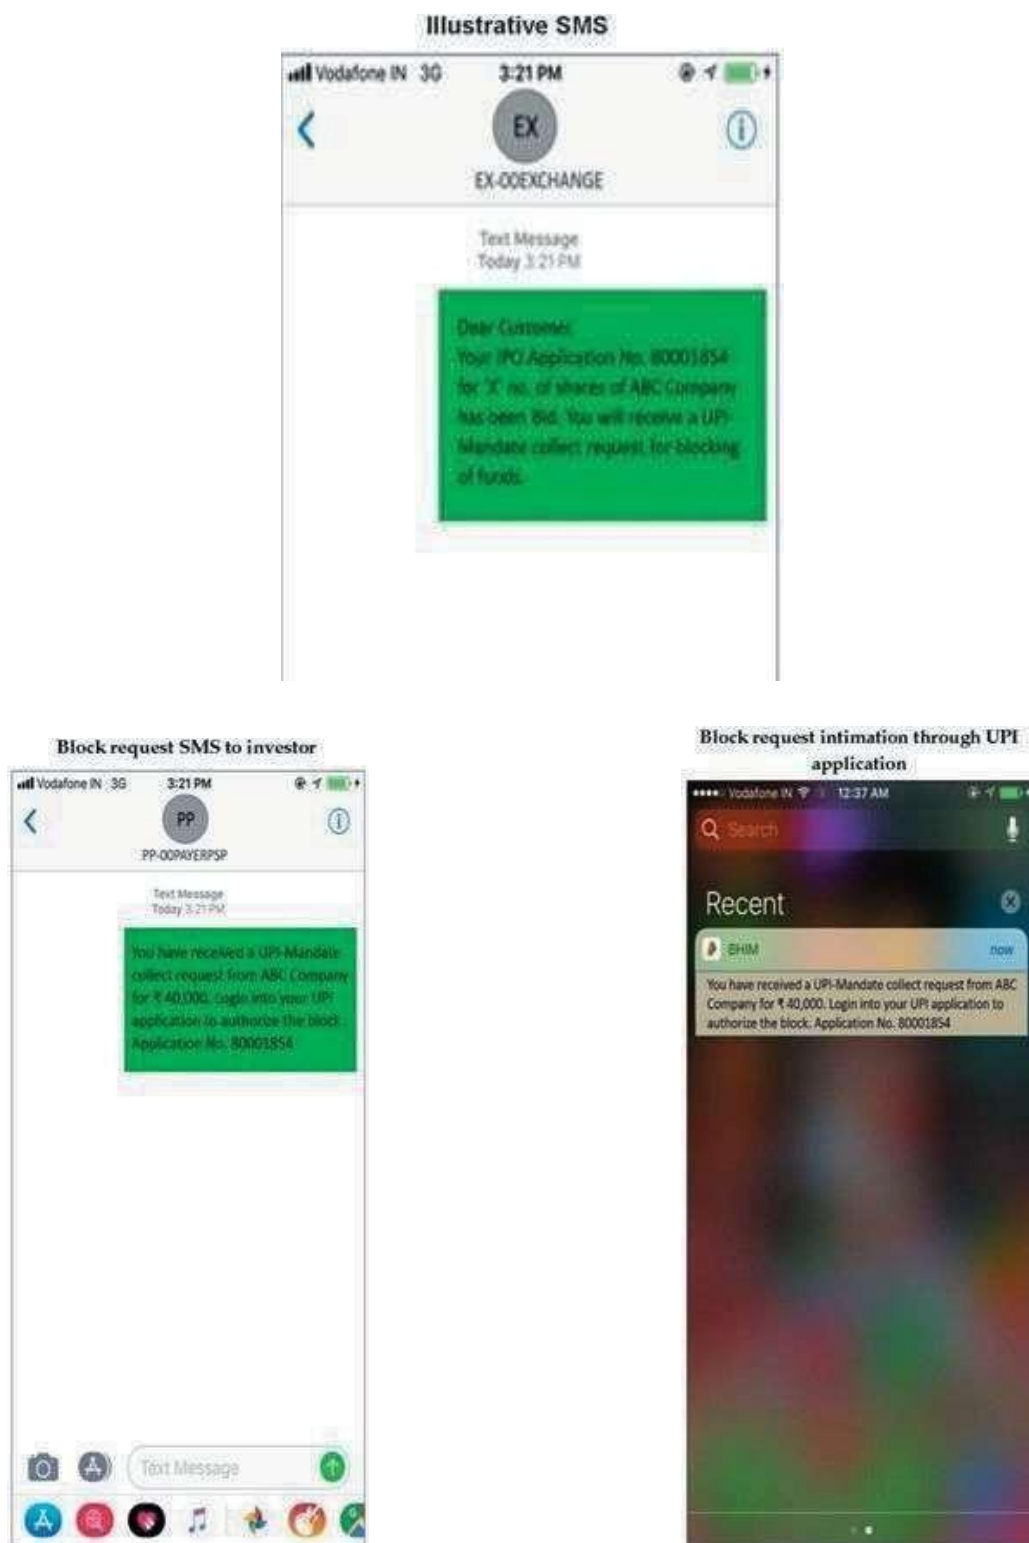 Illustrative SMS
Vodafone IN 3G 3:21 PM
EX
EX-OOEXCHANGE
Text Message
Today 3:21 PM
Dear Customer,
Your IPO Application No. 80001854
for 'X' no. of shares of ABC Company
has been Bid. You will receive a UPI-
Mandate collect request for blocking
of funds.
Block request SMS to investor
Vodafone IN 3G 3:21 PM
PP
PP-OOPAYERPSP
Text Message
Today 3:21 PM
You have received a UPI-Mandate
collect request from ABC Company
for ₹ 40,000. Login into your UPI
application to authorize the block.
Application No. 80001854
Text Message
Block request intimation through UPI
application
Vodafone IN 12:37 AM
Search
Recent
BHIM now
You have received a UPI-Mandate collect request from ABC
Company for ₹ 40,000. Login into your UPI application to
authorize the block. Application No. 80001854